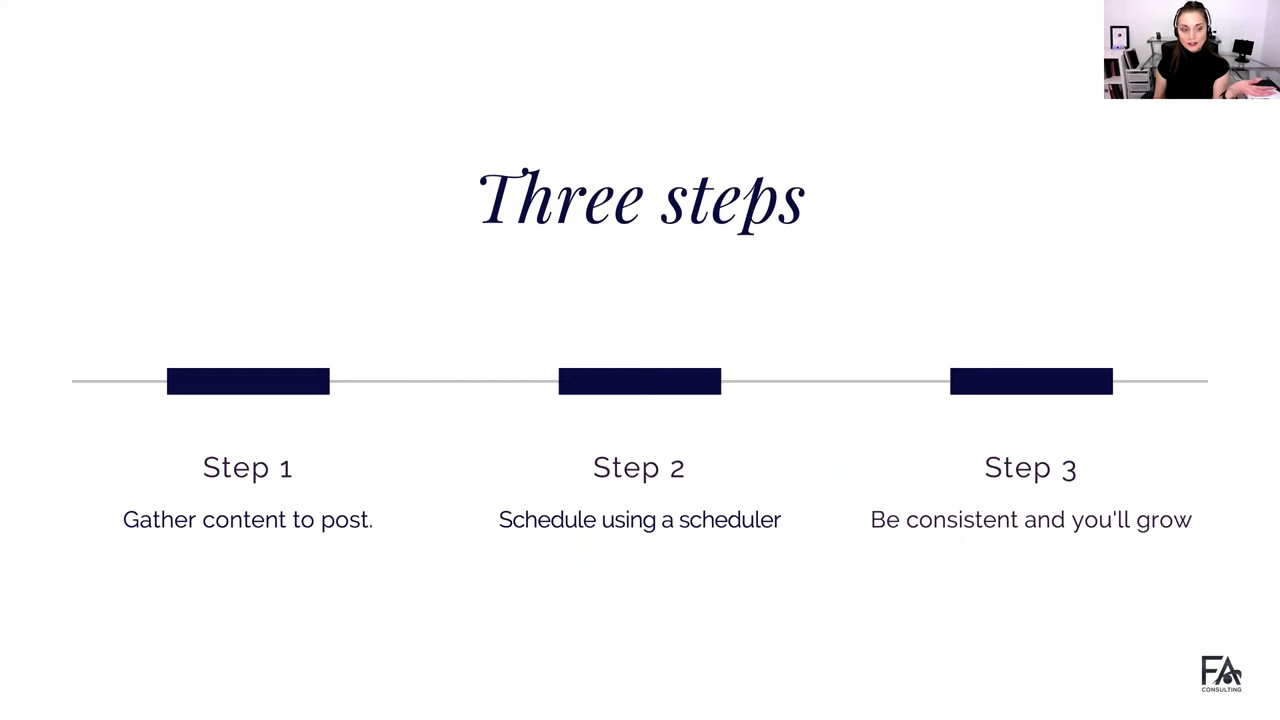 Three steps
Step 1
Gather content to post.
Step 2
Schedule using a scheduler
Step 3
Be consistent and you'll grow
FA
CONSULTING